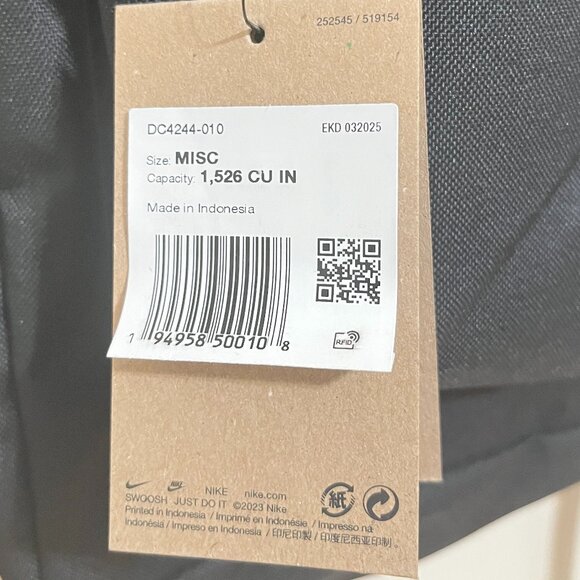 252545 / 519154
DC4244-010 EKD 032025
Size: MISC
Capacity: 1,526 CU IN
Made in Indonesia
1 94958 50010 8
RFID
NIKE NIKE nike.com
SWOOSH JUST DO IT ©2023 Nike
Printed in Indonesia / Imprimé en Indonésie / Impresso na
Indonésia / Impreso en Indonesia / 印尼印製 / 印度尼西亚印制
紙